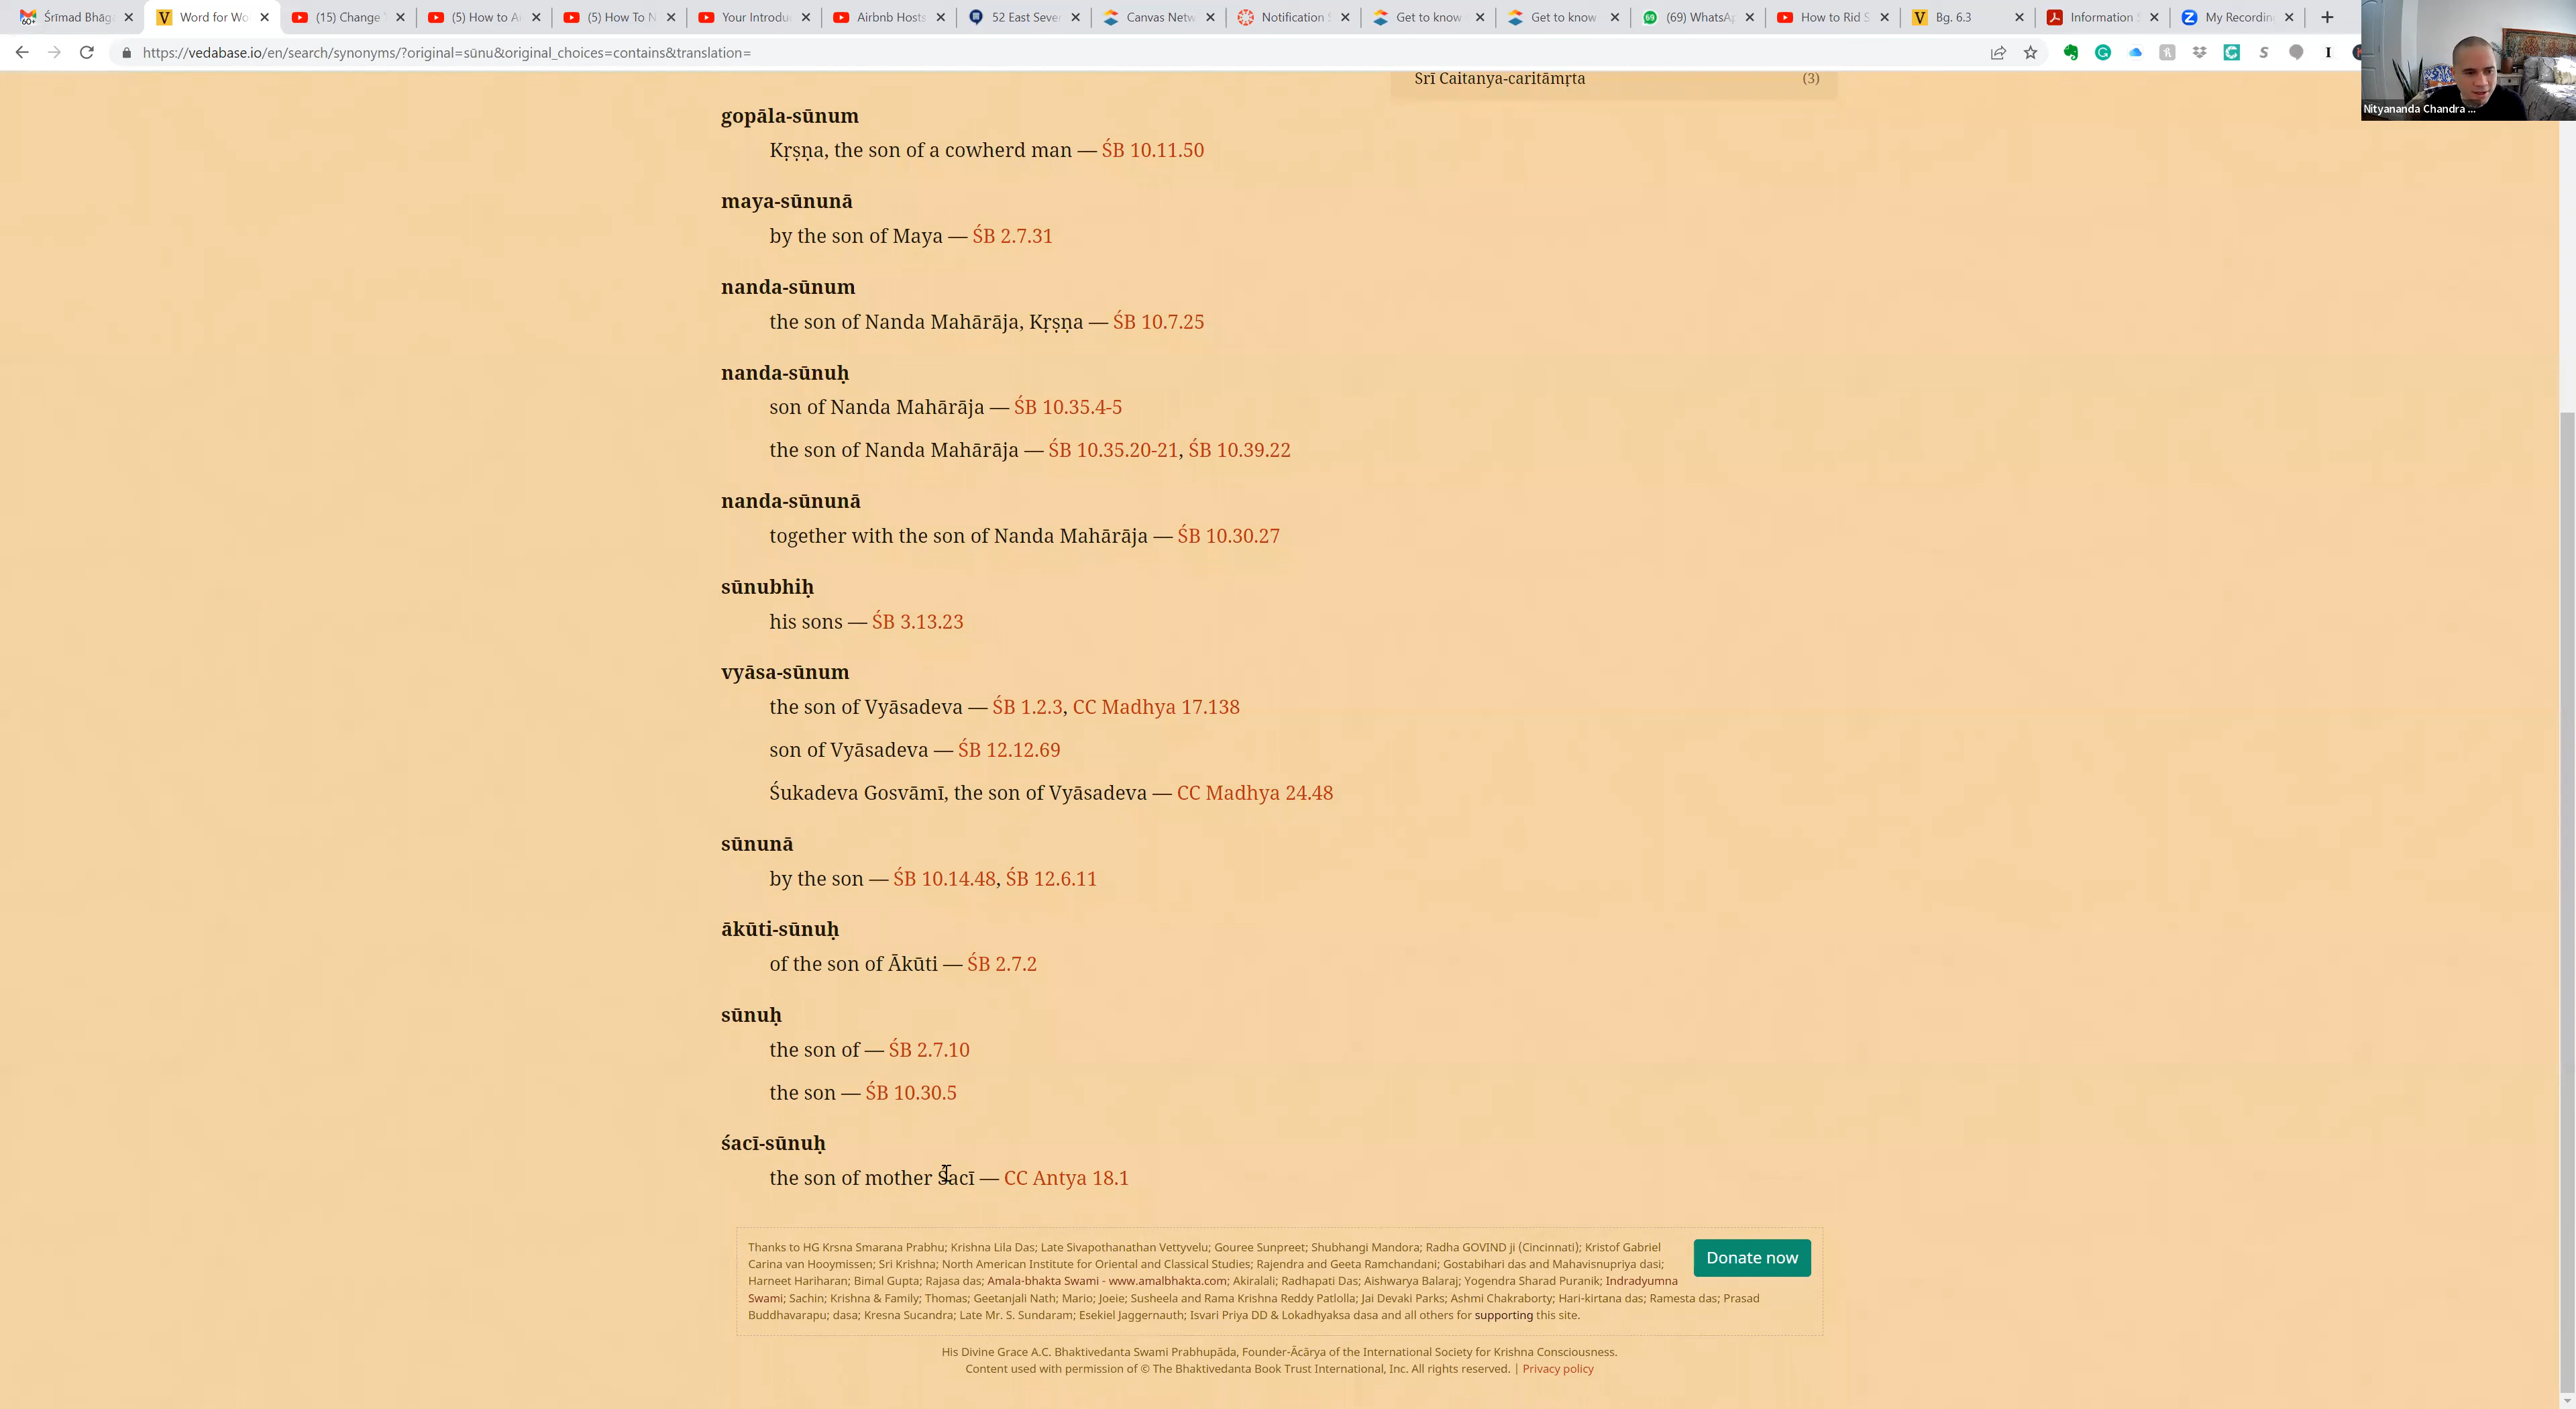 Śrīmad Bhāga
Word for Wo
(15) Change
(5) How to A
(5) How To N
Your Introdu
Airbnb Hosts
52 East Seve
Canvas Netw
Notification
Get to know
Get to know
(69) WhatsA
How to Rid S
Bg. 6.3
Information
My Recordin
https://vedabase.io/en/search/synonyms/?original=sūnu&original_choices=contains&translation=
Nityananda Chandra ...
Śrī Caitanya-caritāmṛta (3)
gopāla-sūnum
Kṛṣṇa, the son of a cowherd man — ŚB 10.11.50
maya-sūnunā
by the son of Maya — ŚB 2.7.31
nanda-sūnum
the son of Nanda Mahārāja, Kṛṣṇa — ŚB 10.7.25
nanda-sūnuḥ
son of Nanda Mahārāja — ŚB 10.35.4-5
the son of Nanda Mahārāja — ŚB 10.35.20-21, ŚB 10.39.22
nanda-sūnunā
together with the son of Nanda Mahārāja — ŚB 10.30.27
sūnubhiḥ
his sons — ŚB 3.13.23
vyāsa-sūnum
the son of Vyāsadeva — ŚB 1.2.3, CC Madhya 17.138
son of Vyāsadeva — ŚB 12.12.69
Śukadeva Gosvāmī, the son of Vyāsadeva — CC Madhya 24.48
sūnunā
by the son — ŚB 10.14.48, ŚB 12.6.11
ākūti-sūnuḥ
of the son of Ākūti — ŚB 2.7.2
sūnuḥ
the son of — ŚB 2.7.10
the son — ŚB 10.30.5
śacī-sūnuḥ
the son of mother Śacī — CC Antya 18.1
Thanks to HG Krsna Smarana Prabhu; Krishna Lila Das; Late Sivapothanathan Vettyvelu; Gouree Sunpreet; Shubhangi Mandora; Radha GOVIND ji (Cincinnati); Kristof Gabriel
Carina van Hooymissen; Sri Krishna; North American Institute for Oriental and Classical Studies; Rajendra and Geeta Ramchandani; Gostabihari das and Mahavisnupriya dasi;
Harneet Hariharan; Bimal Gupta; Rajasa das; Amala-bhakta Swami - www.amalbhakta.com; Akiralali; Radhapati Das; Aishwarya Balaraj; Yogendra Sharad Puranik; Indradyumna
Swami; Sachin; Krishna & Family; Thomas; Geetanjali Nath; Mario; Joeie; Susheela and Rama Krishna Reddy Patlolla; Jai Devaki Parks; Ashmi Chakraborty; Hari-kirtana das; Ramesta das; Prasad
Buddhavarapu; dasa; Kresna Sucandra; Late Mr. S. Sundaram; Esekiel Jaggernauth; Isvari Priya DD & Lokadhyaksa dasa and all others for supporting this site.
Donate now
His Divine Grace A.C. Bhaktivedanta Swami Prabhupāda, Founder-Ācārya of the International Society for Krishna Consciousness.
Content used with permission of © The Bhaktivedanta Book Trust International, Inc. All rights reserved. | Privacy policy